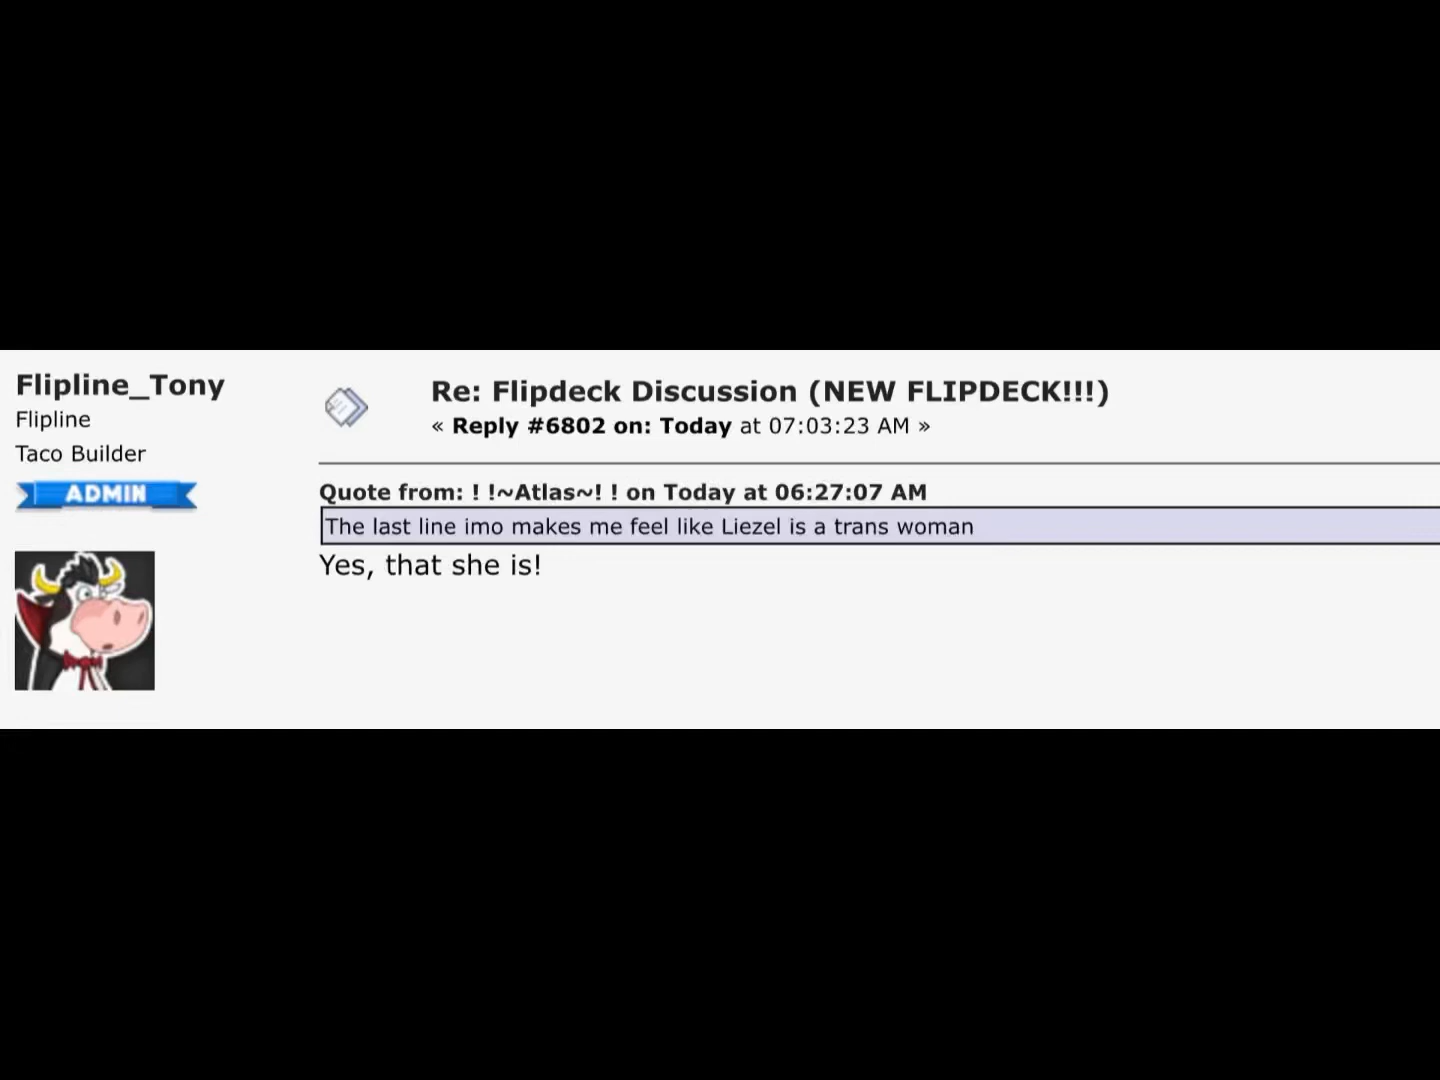 Flipline_Tony
Flipline
Taco Builder
ADMIN
Re: Flipdeck Discussion (NEW FLIPDECK!!!)
« Reply #6802 on: Today at 07:03:23 AM »
Quote from: ! !~Atlas~! ! on Today at 06:27:07 AM
The last line imo makes me feel like Liezel is a trans woman
Yes, that she is!